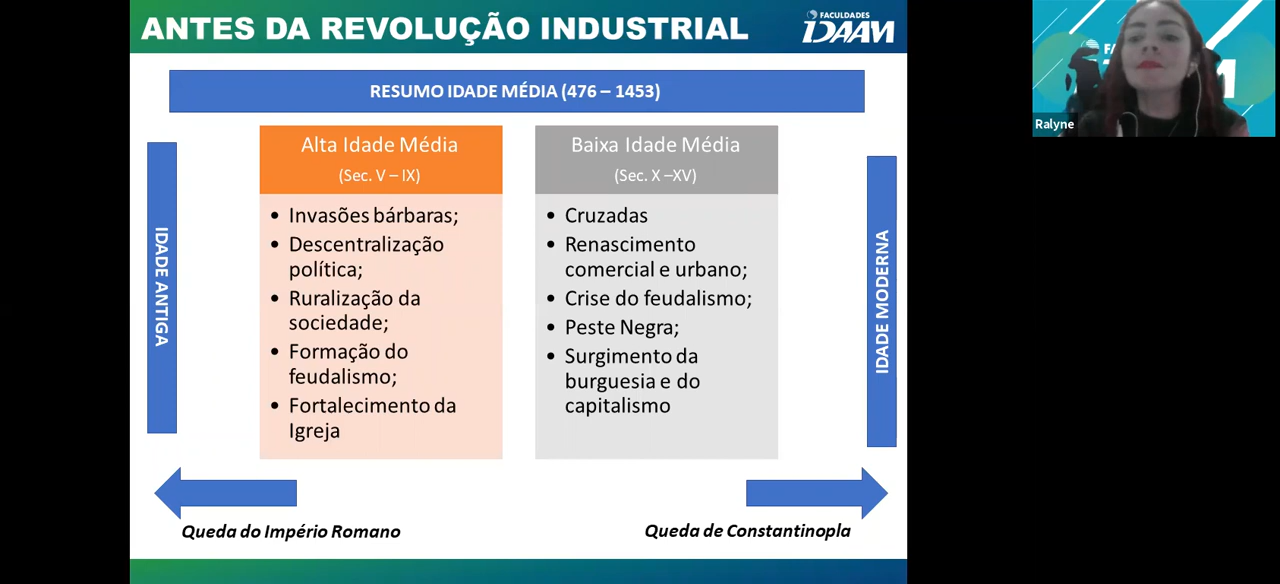 ANTES DA REVOLUÇÃO INDUSTRIAL
FACULDADES
IDAAM
RESUMO IDADE MÉDIA (476 – 1453)
IDADE ANTIGA
Alta Idade Média
(Sec. V – IX)
• Invasões bárbaras;
• Descentralização
política;
• Ruralização da
sociedade;
• Formação do
feudalismo;
• Fortalecimento da
Igreja
Baixa Idade Média
(Sec. X –XV)
• Cruzadas
• Renascimento
comercial e urbano;
• Crise do feudalismo;
• Peste Negra;
• Surgimento da
burguesia e do
capitalismo
IDADE MODERNA
Queda do Império Romano
Queda de Constantinopla
Ralyne